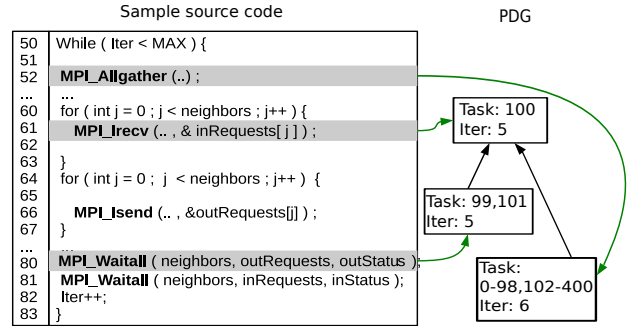 Sample source code
PDG
50 While ( Iter < MAX ) {
51
52 MPI_Allgather (..) ;
... ...
60 for ( int j = 0 ; j < neighbors ; j++ ) {
61 MPI_Irecv (.. , & inRequests[ j ] ) ;
62
63 }
64 for ( int j = 0 ; j < neighbors ; j++ ) {
65
66 MPI_Isend (.. , &outRequests[j] ) ;
67 }
... ...
80 MPI_Waitall ( neighbors, outRequests, outStatus );
81 MPI_Waitall ( neighbors, inRequests, inStatus );
82 Iter++;
83 }
Task: 100
Iter: 5
Task: 99,101
Iter: 5
Task:
0-98,102-400
Iter: 6